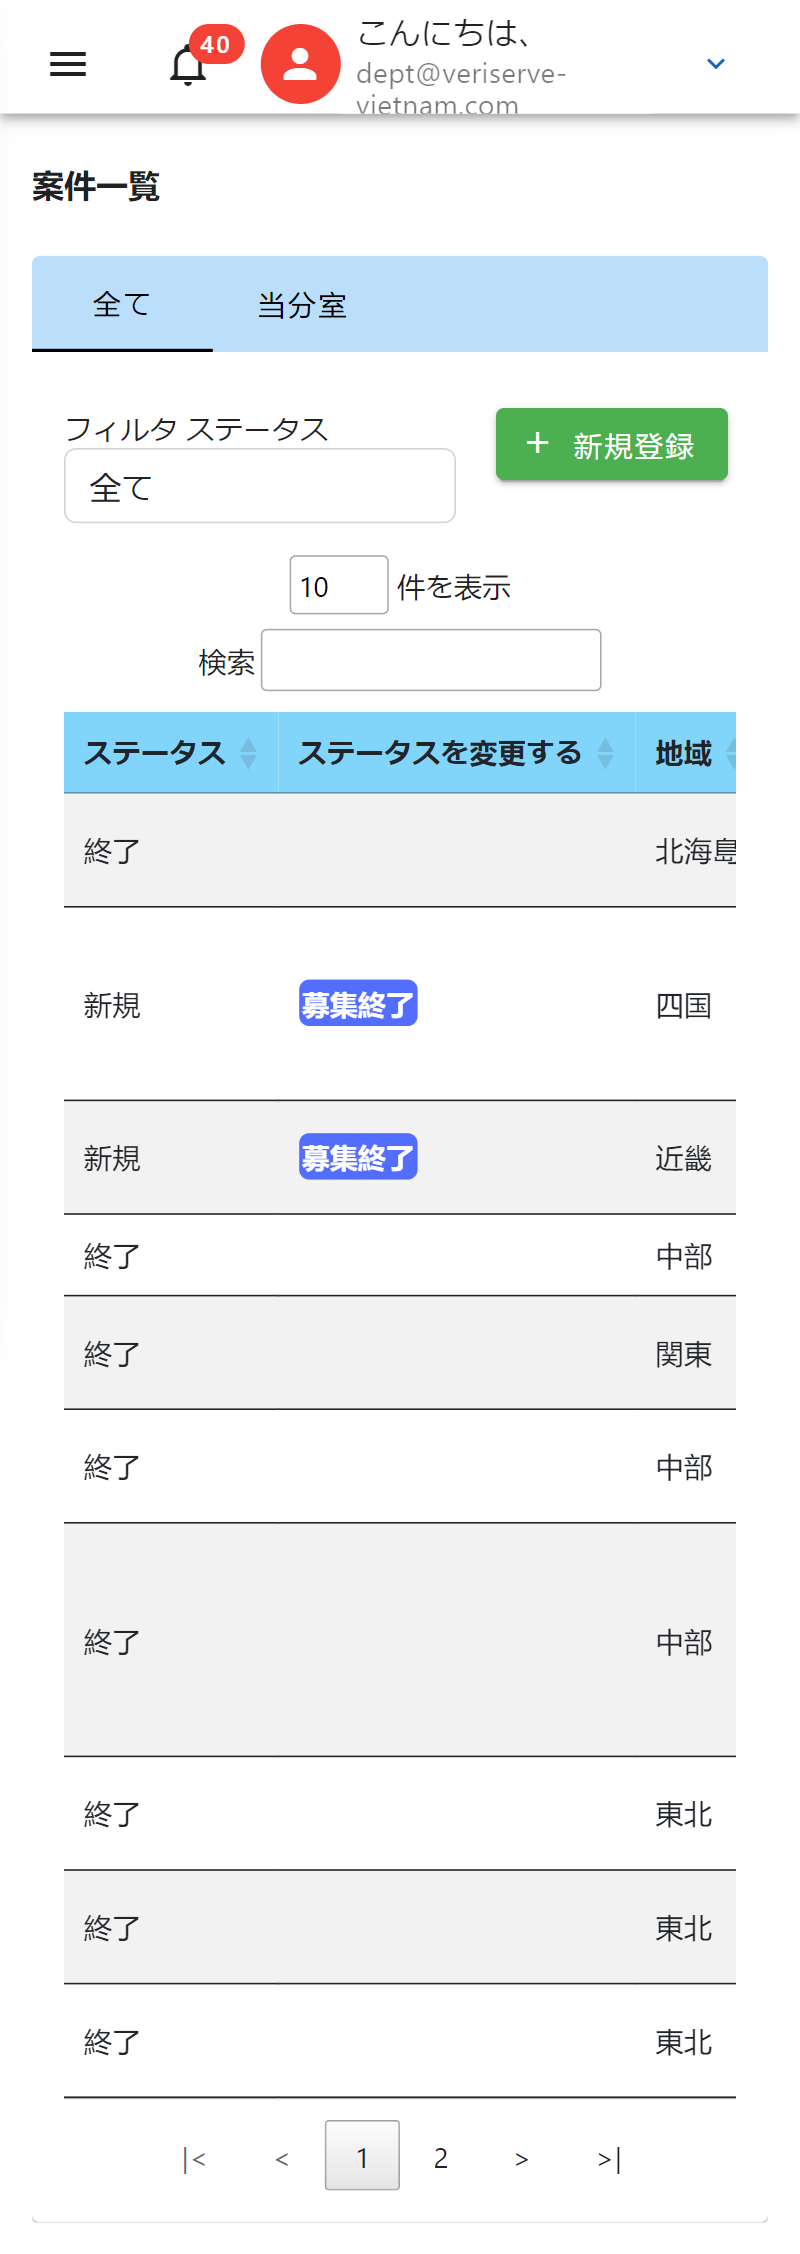 40
こんにちは、
dept@veriserve-
vietnam.com
案件一覧
全て 当分室
フィルタ ステータス
全て
+ 新規登録
10 件を表示
検索
ステータス ステータスを変更する 地域
終了 北海島
新規 募集終了 四国
新規 募集終了 近畿
終了 中部
終了 関東
終了 中部
終了 中部
終了 東北
終了 東北
終了 東北
|< < 1 2 > >|